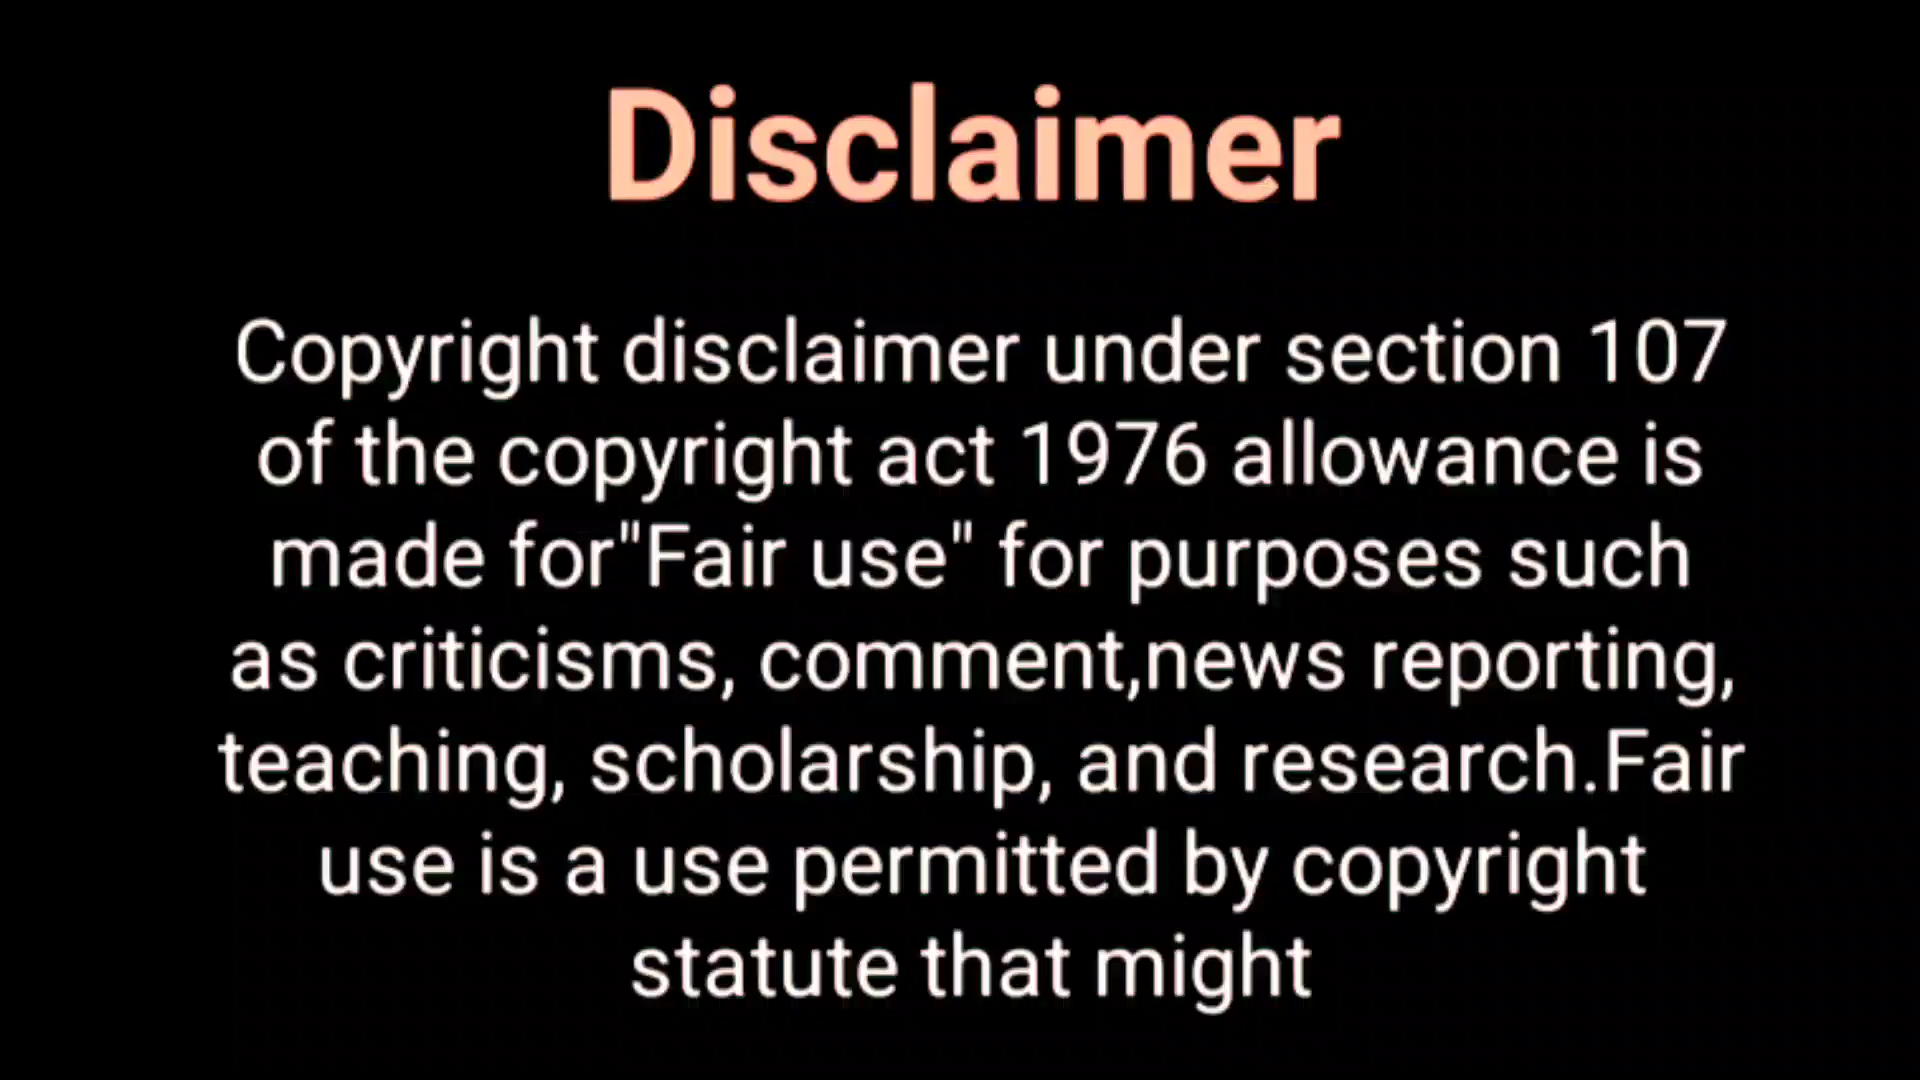 Disclaimer
Copyright disclaimer under section 107
of the copyright act 1976 allowance is
made for"Fair use" for purposes such
as criticisms, comment,news reporting,
teaching, scholarship, and research.Fair
use is a use permitted by copyright
statute that might